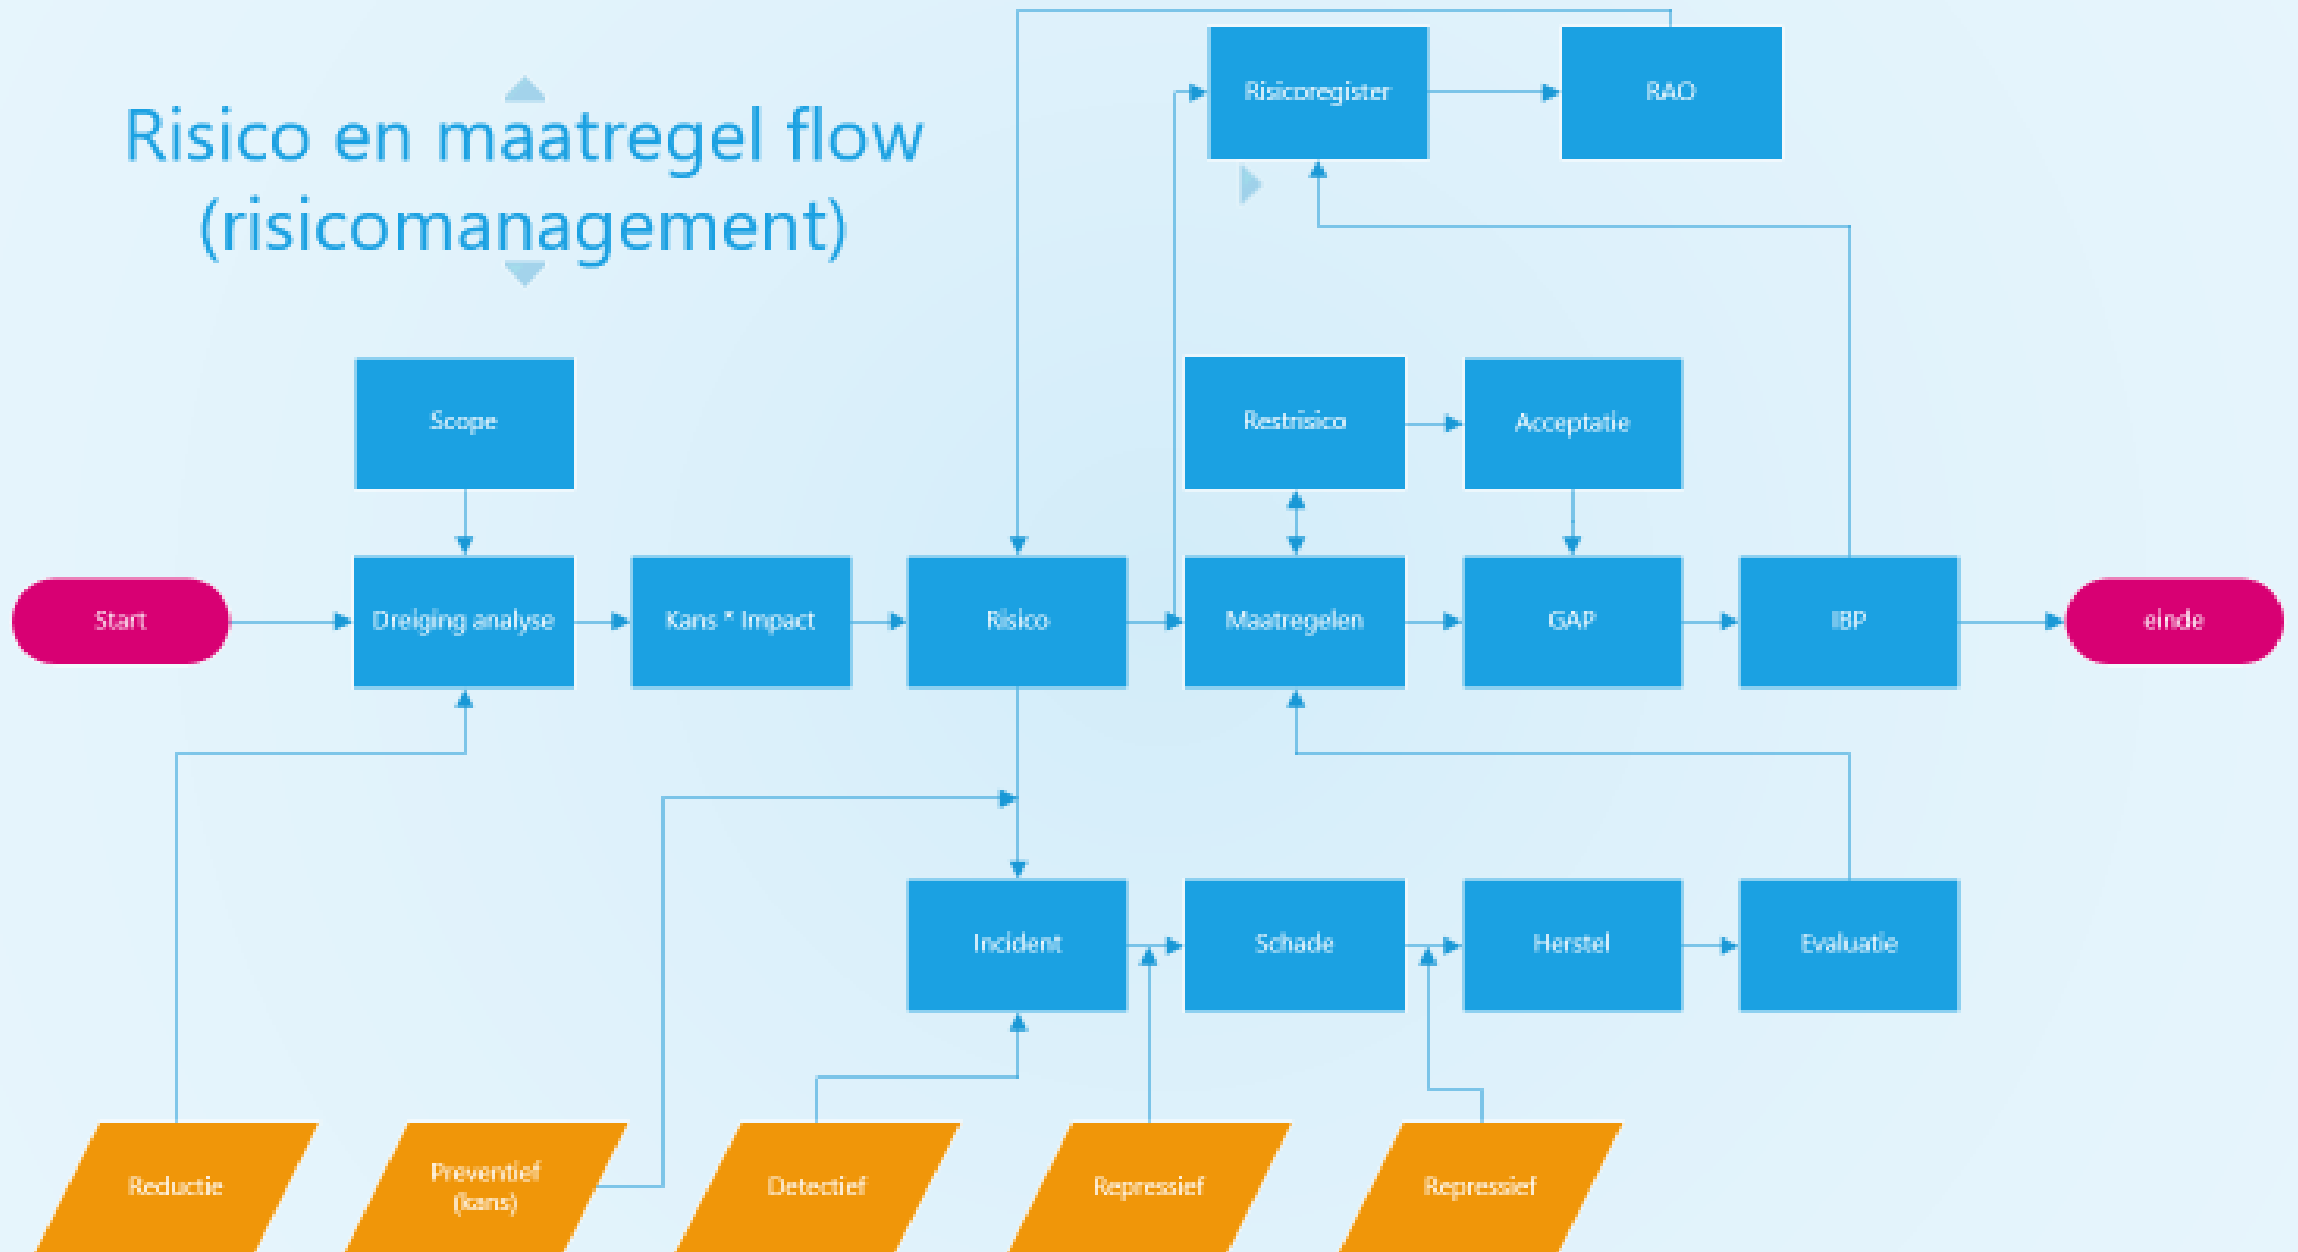 Risico en maatregel flow
(risicomanagement)
Risicoregister
RAO
Scope
Restrisico
Acceptatie
Start
Dreiging analyse
Kans * Impact
Risico
Maatregelen
GAP
IBP
einde
Incident
Schade
Herstel
Evaluatie
Reductie
Preventief
(kans)
Detectief
Repressief
Repressief